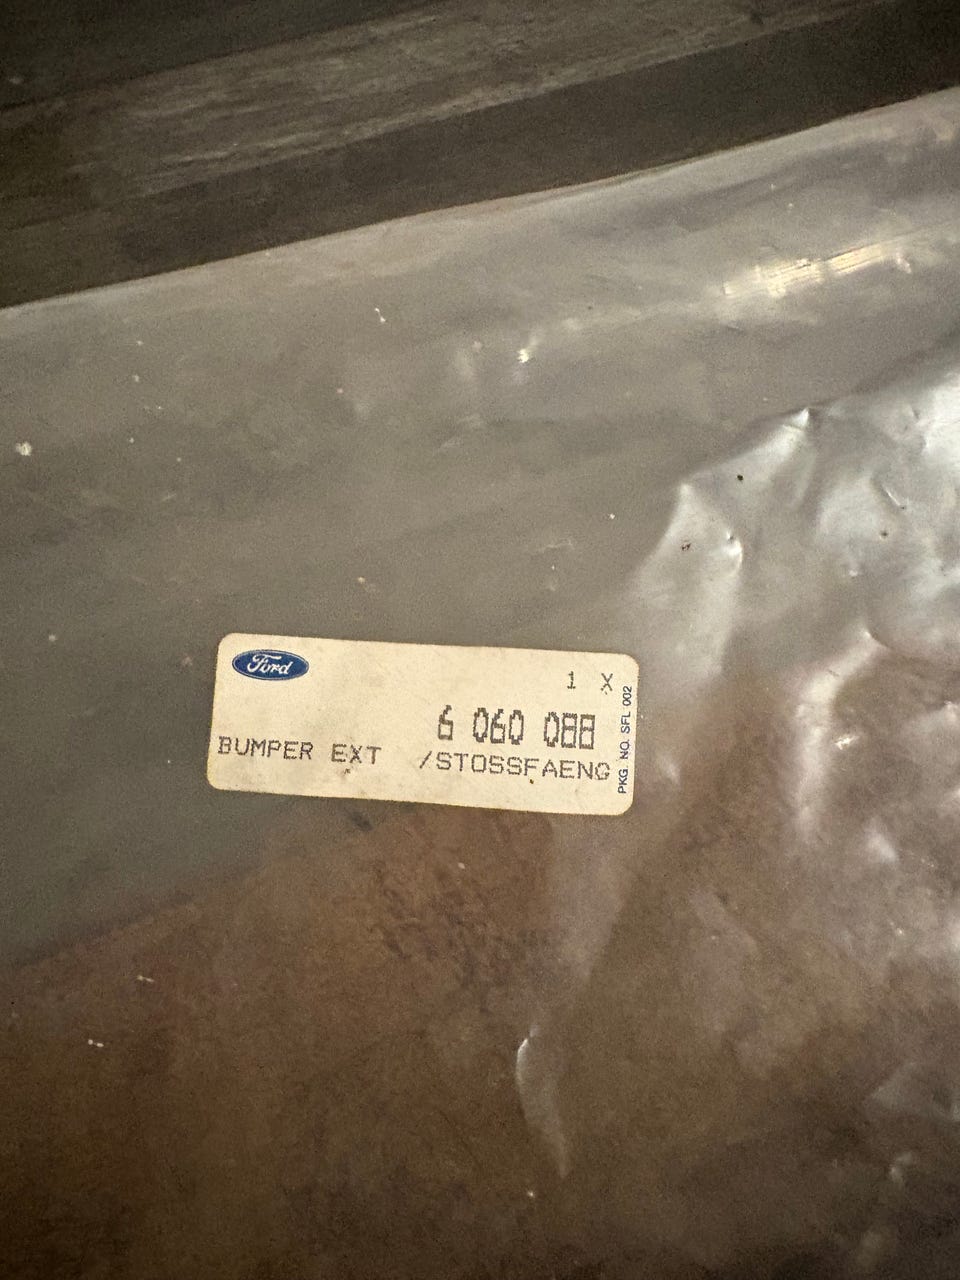 Ford
1 X
6 060 088
BUMPER EXT /STOSSFAENG
PKG. NO. SFL 002